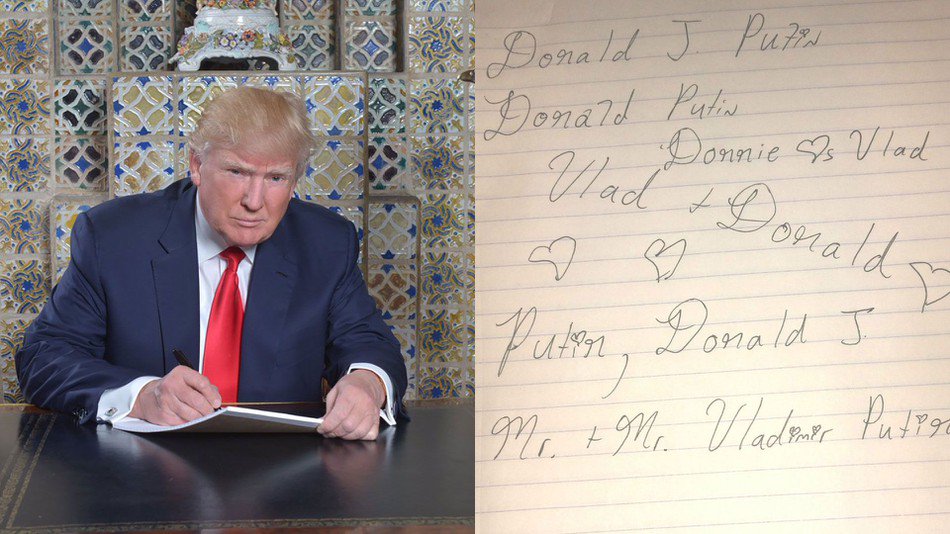 Donald J. Putin
Donald Putin
Donnie ♡s Vlad
Vlad + Donald
Putin, Donald J.
Mr. + Mr. Vladimir Putin